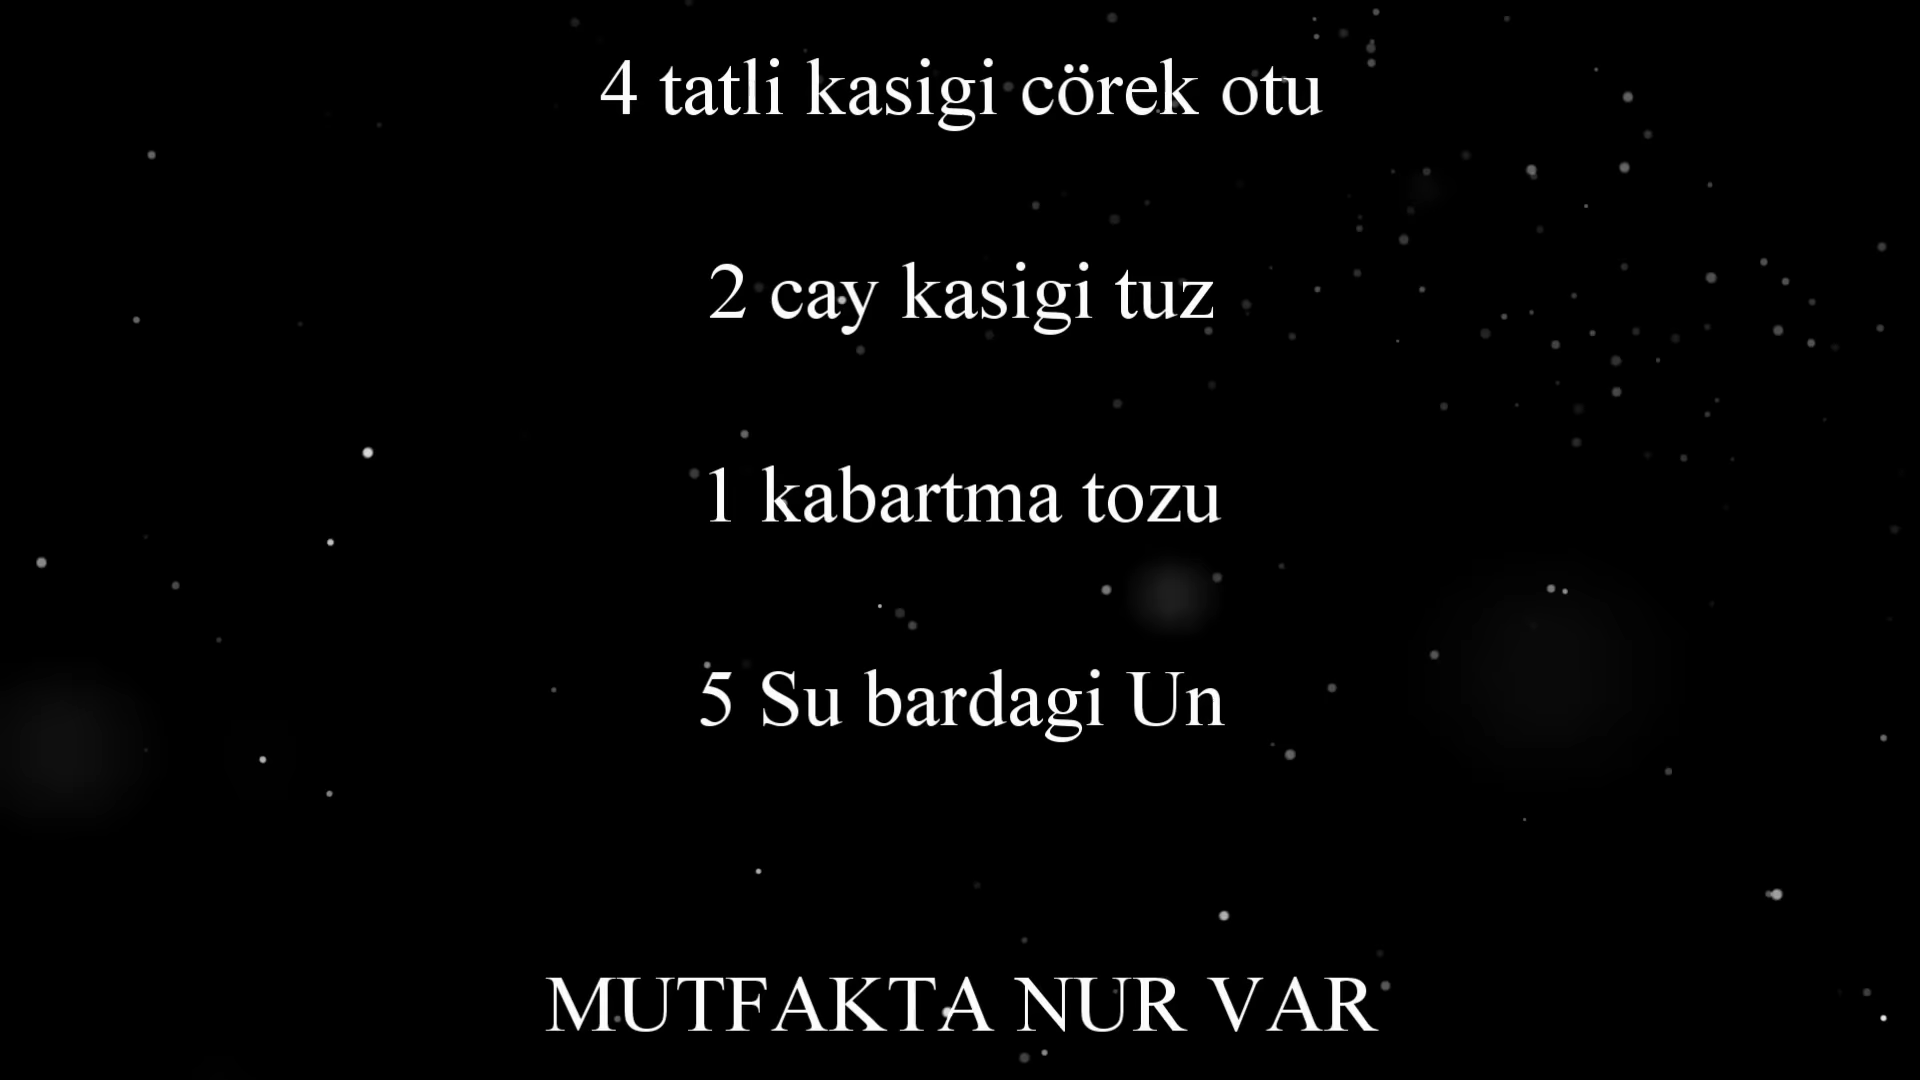 4 tatli kasigi cörek otu
2 cay kasigi tuz
1 kabartma tozu
5 Su bardagi Un
MUTFAKTA NUR VAR